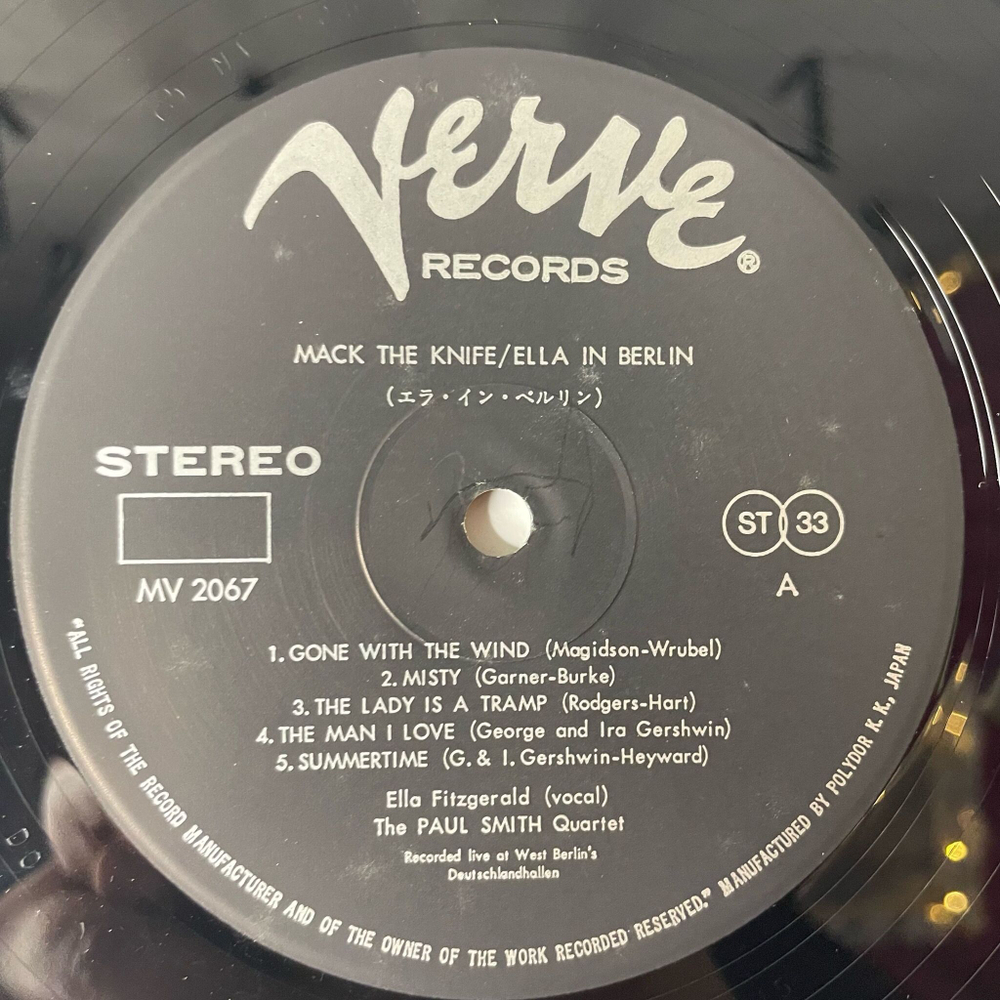 Verve
RECORDS
®
MACK THE KNIFE/ELLA IN BERLIN
(エラ・イン・ベルリン)
STEREO
MV 2067
ST 33
A
1. GONE WITH THE WIND (Magidson-Wrubel)
2. MISTY (Garner-Burke)
3. THE LADY IS A TRAMP (Rodgers-Hart)
4. THE MAN I LOVE (George and Ira Gershwin)
5. SUMMERTIME (G. & I. Gershwin-Heyward)
Ella Fitzgerald (vocal)
The PAUL SMITH Quartet
Recorded live at West Berlin's
Deutschlandhallen
"ALL RIGHTS OF THE RECORD MANUFACTURER AND OF THE OWNER OF THE WORK RECORDED RESERVED." MANUFACTURED BY POLYDOR K. K., JAPAN